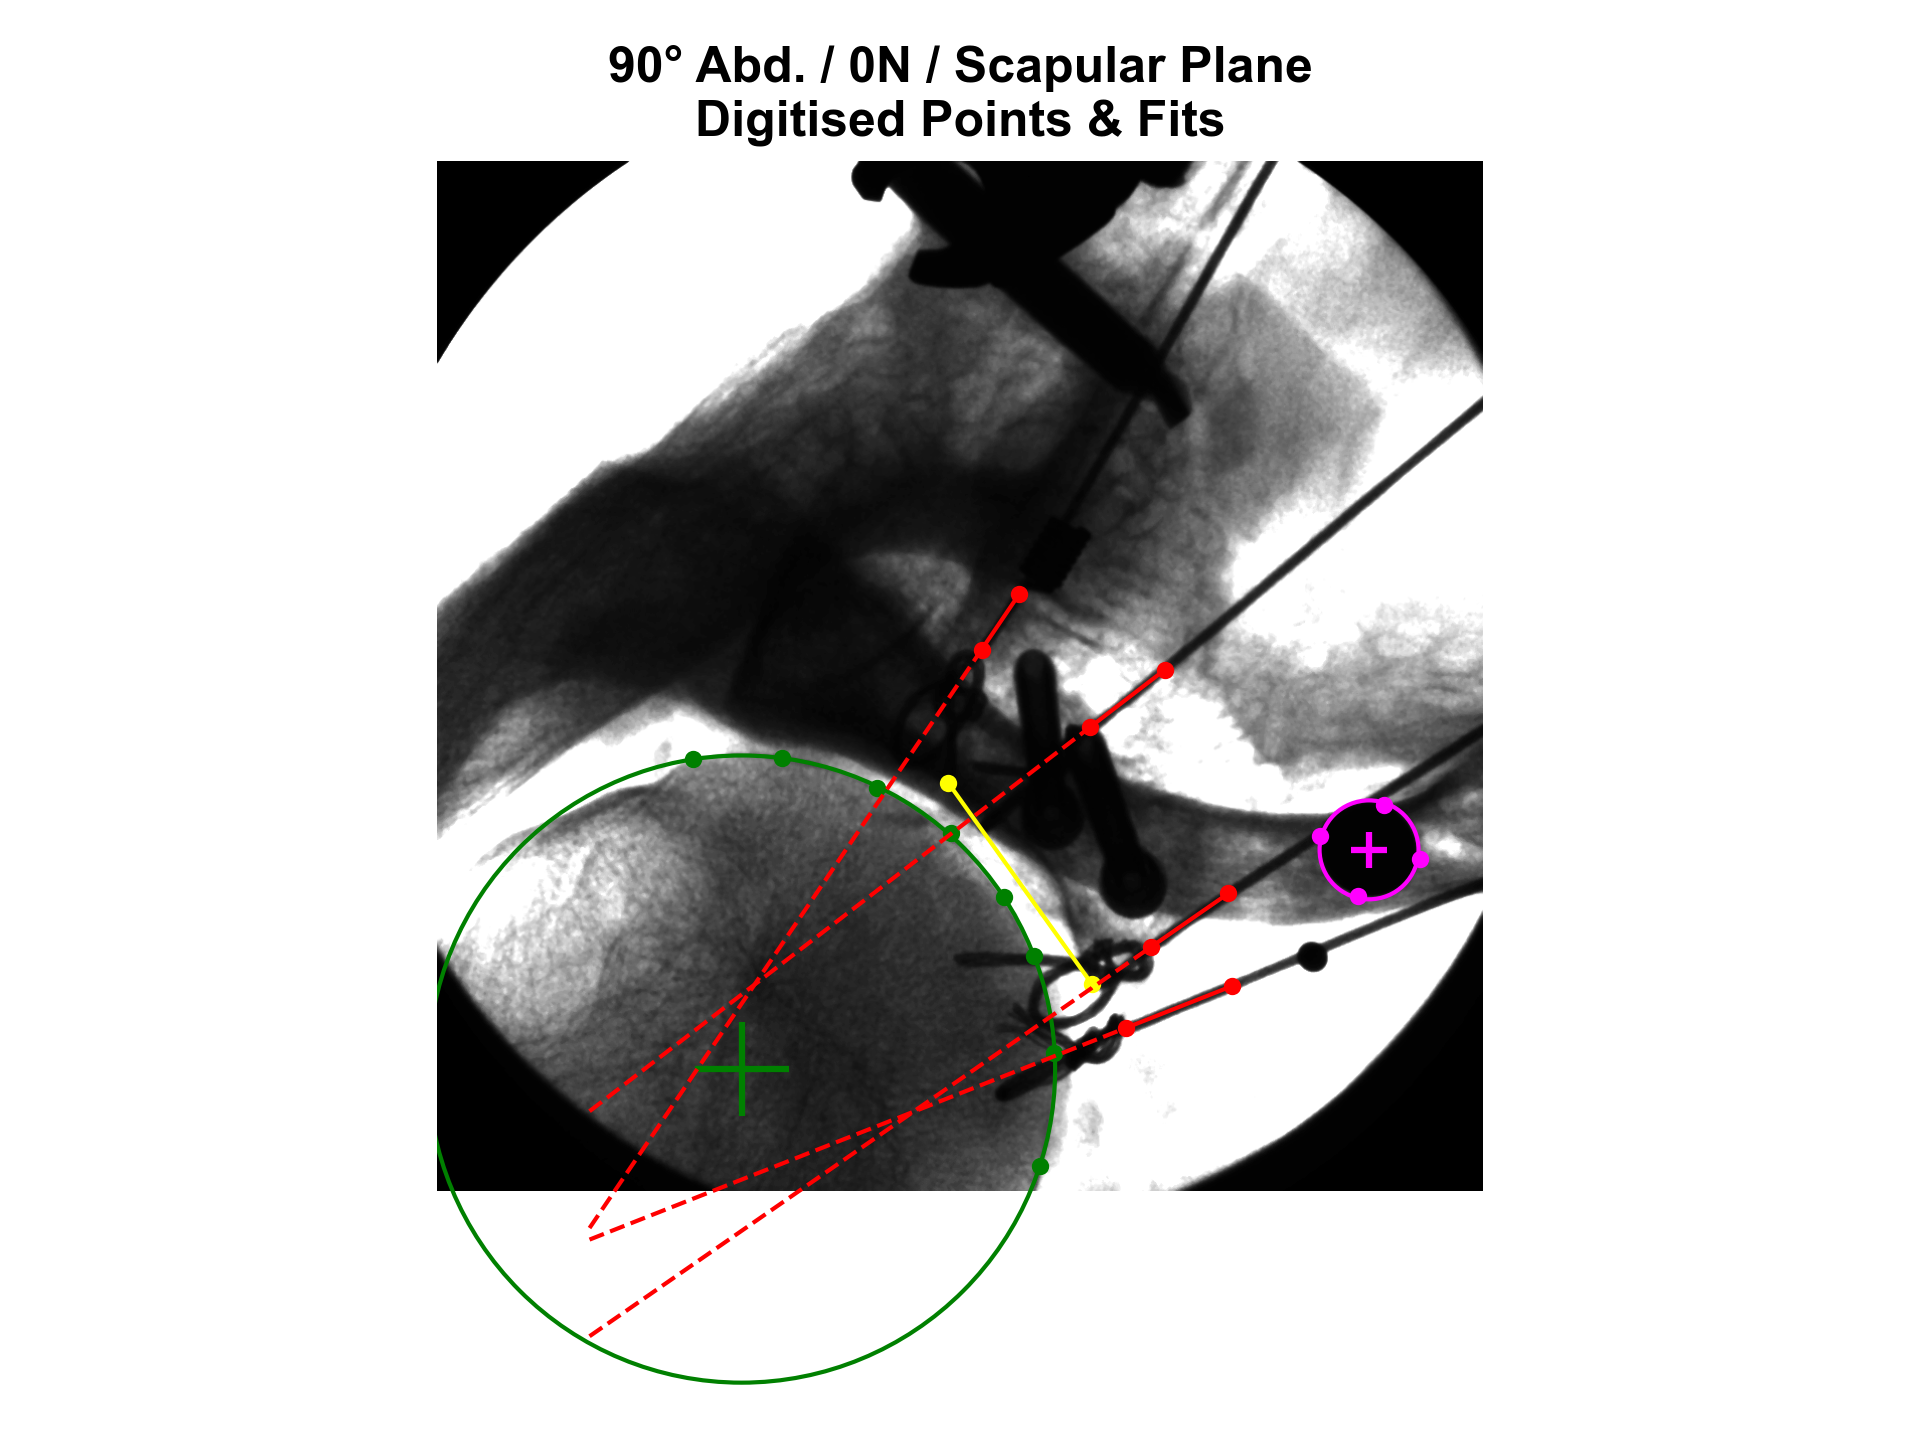 90° Abd. / 0N / Scapular Plane
Digitised Points & Fits